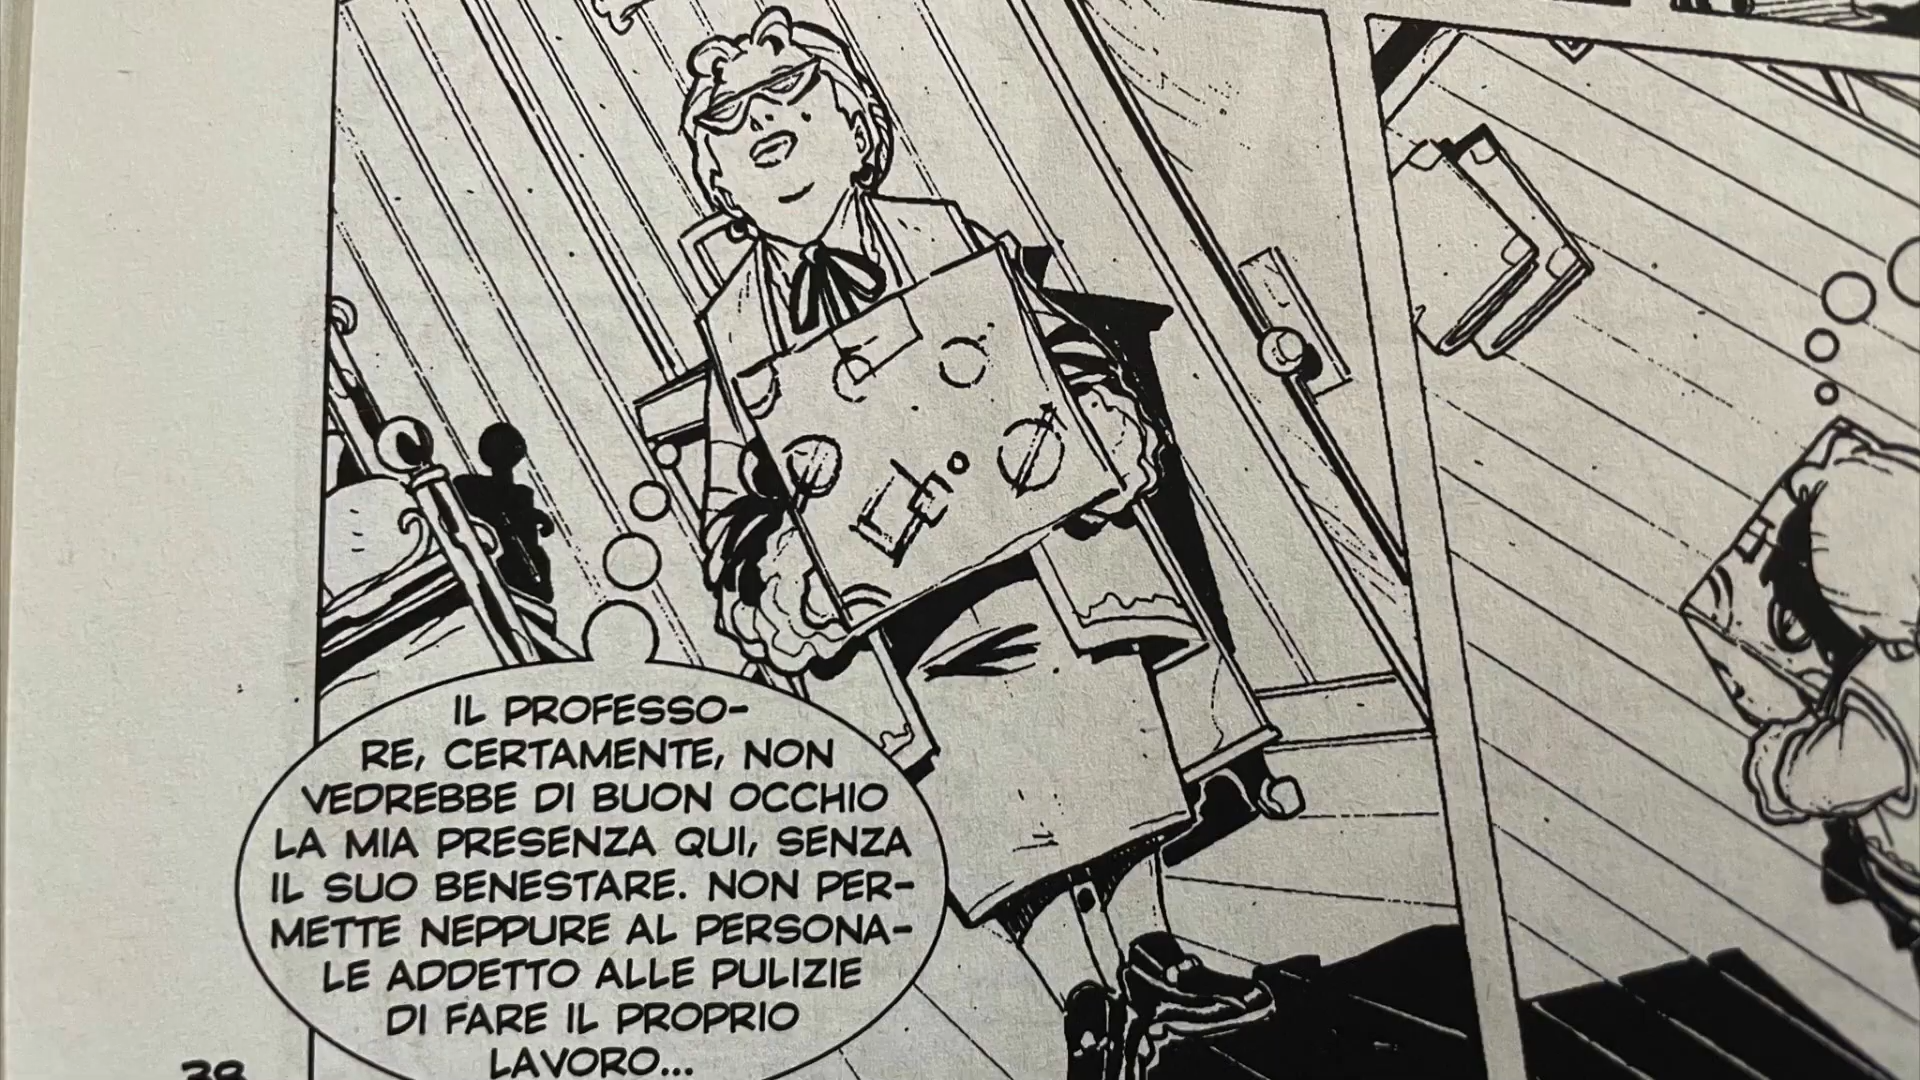 IL PROFESSO-
RE, CERTAMENTE, NON
VEDREBBE DI BUON OCCHIO
LA MIA PRESENZA QUI, SENZA
IL SUO BENESTARE. NON PER-
METTE NEPPURE AL PERSONA-
LE ADDETTO ALLE PULIZIE
DI FARE IL PROPRIO
LAVORO...